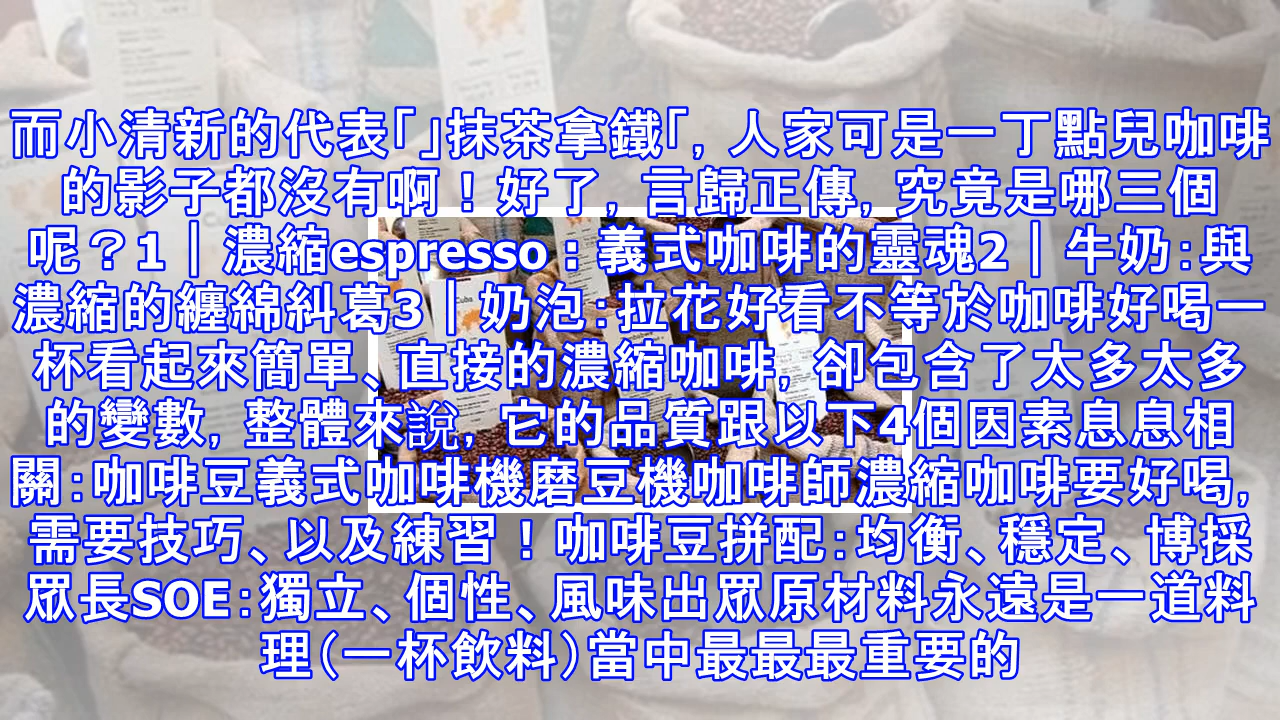 而小清新的代表「」抹茶拿鐵「, 人家可是一丁點兒咖啡
的影子都沒有啊！好了, 言歸正傳, 究竟是哪三個
呢？1｜濃縮espresso：義式咖啡的靈魂2｜牛奶：與
濃縮的纏綿糾葛3｜奶泡：拉花好看不等於咖啡好喝一
杯看起來簡單、直接的濃縮咖啡, 卻包含了太多太多
的變數, 整體來說, 它的品質跟以下4個因素息息相
關：咖啡豆義式咖啡機磨豆機咖啡師濃縮咖啡要好喝,
需要技巧、以及練習！咖啡豆拼配：均衡、穩定、博採
眾長SOE：獨立、個性、風味出眾原材料永遠是一道料
理（一杯飲料）當中最最最重要的
Cuba